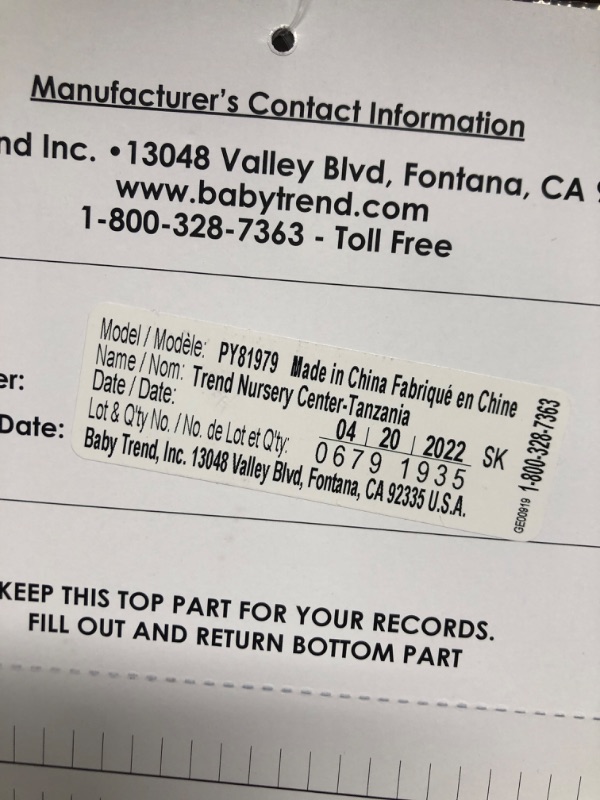 Manufacturer's Contact Information
nd Inc. • 13048 Valley Blvd, Fontana, CA
www.babytrend.com
1-800-328-7363 - Toll Free
er:
Date:
Model / Modèle: PY81979 Made in China Fabriqué en Chine
Name / Nom: Trend Nursery Center-Tanzania
Date / Date: 04 | 20 | 2022 SK
Lot & Q'ty No. / No. de Lot et Q'ty: 0679 1935
Baby Trend, Inc. 13048 Valley Blvd, Fontana, CA 92335 U.S.A.
GE00919 1-800-328-7363
KEEP THIS TOP PART FOR YOUR RECORDS.
FILL OUT AND RETURN BOTTOM PART